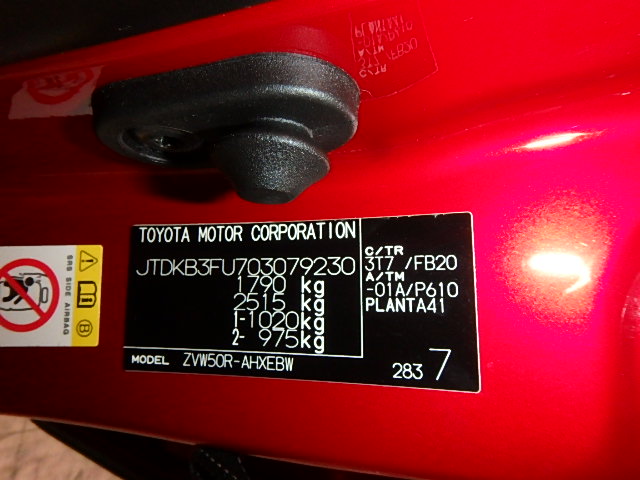 TOYOTA MOTOR CORPORATION
JTDKB3FU703079230
1790 kg
2515 kg
1-1020kg
2- 975kg
C/TR
3T7 /FB20
A/TM
-01A/P610
PLANTA41
MODEL ZVW50R-AHXEBW
283 7
SRS SIDE AIRBAG
B